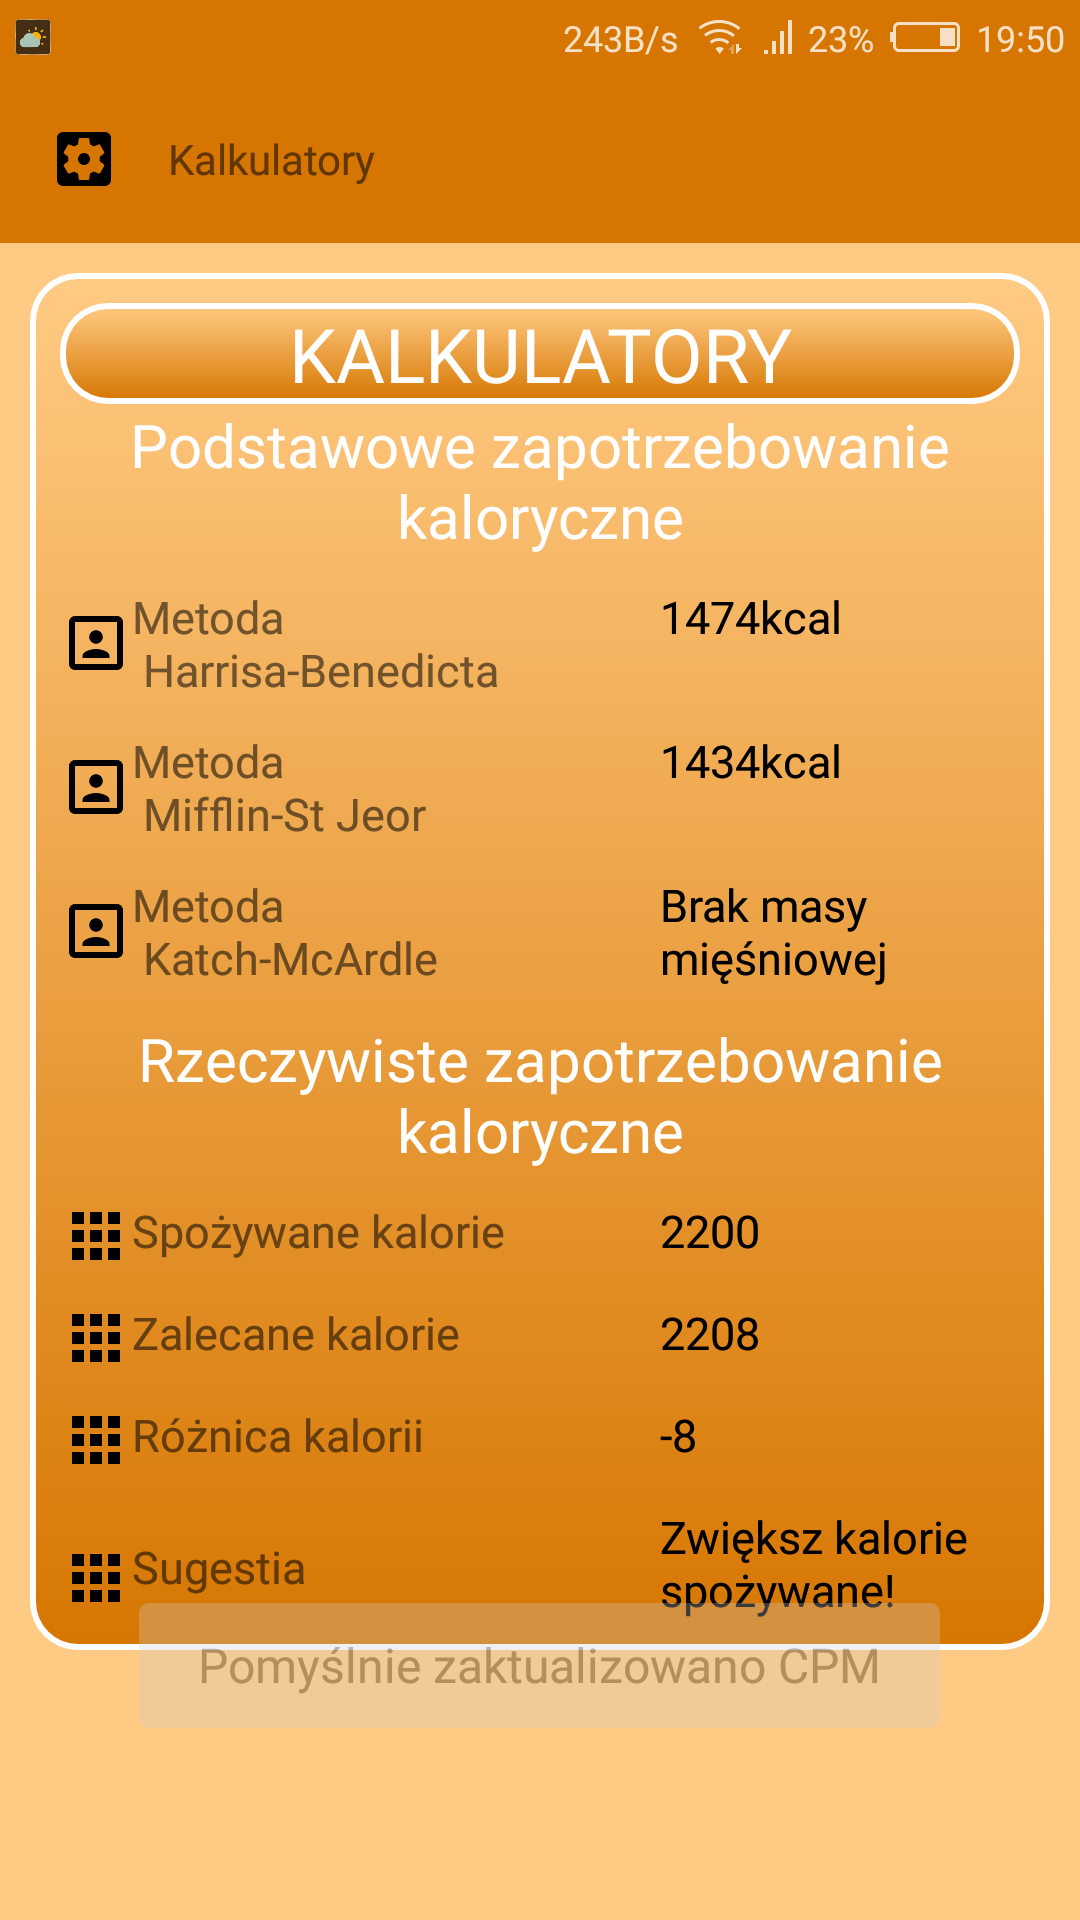 243B/s 23% 19:50
Kalkulatory
KALKULATORY
Podstawowe zapotrzebowanie
kaloryczne
Metoda 1474kcal
Harrisa-Benedicta
Metoda 1434kcal
Mifflin-St Jeor
Metoda Brak masy
Katch-McArdle mięśniowej
Rzeczywiste zapotrzebowanie
kaloryczne
Spożywane kalorie 2200
Zalecane kalorie 2208
Różnica kalorii -8
Sugestia Zwiększ kalorie
spożywane!
Pomyślnie zaktualizowano CPM